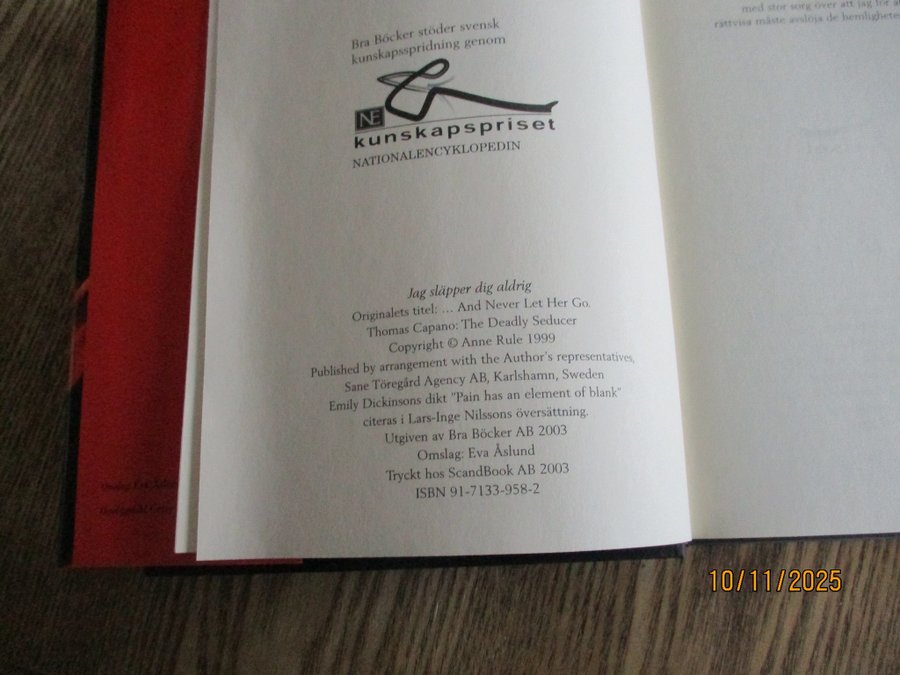 Bra Böcker stöder svensk
kunskapsspridning genom
NE
kunskapspriset
NATIONALENCYKLOPEDIN
Jag släpper dig aldrig
Originalets titel: ... And Never Let Her Go.
Thomas Capano: The Deadly Seducer
Copyright © Anne Rule 1999
Published by arrangement with the Author's representatives,
Sane Töregård Agency AB, Karlshamn, Sweden
Emily Dickinsons dikt "Pain has an element of blank"
citeras i Lars-Inge Nilssons översättning.
Utgiven av Bra Böcker AB 2003
Omslag: Eva Åslund
Tryckt hos ScandBook AB 2003
ISBN 91-7133-958-2
med stor sorg över att jag för
rättvisa måste avslöja de
10/11/2025